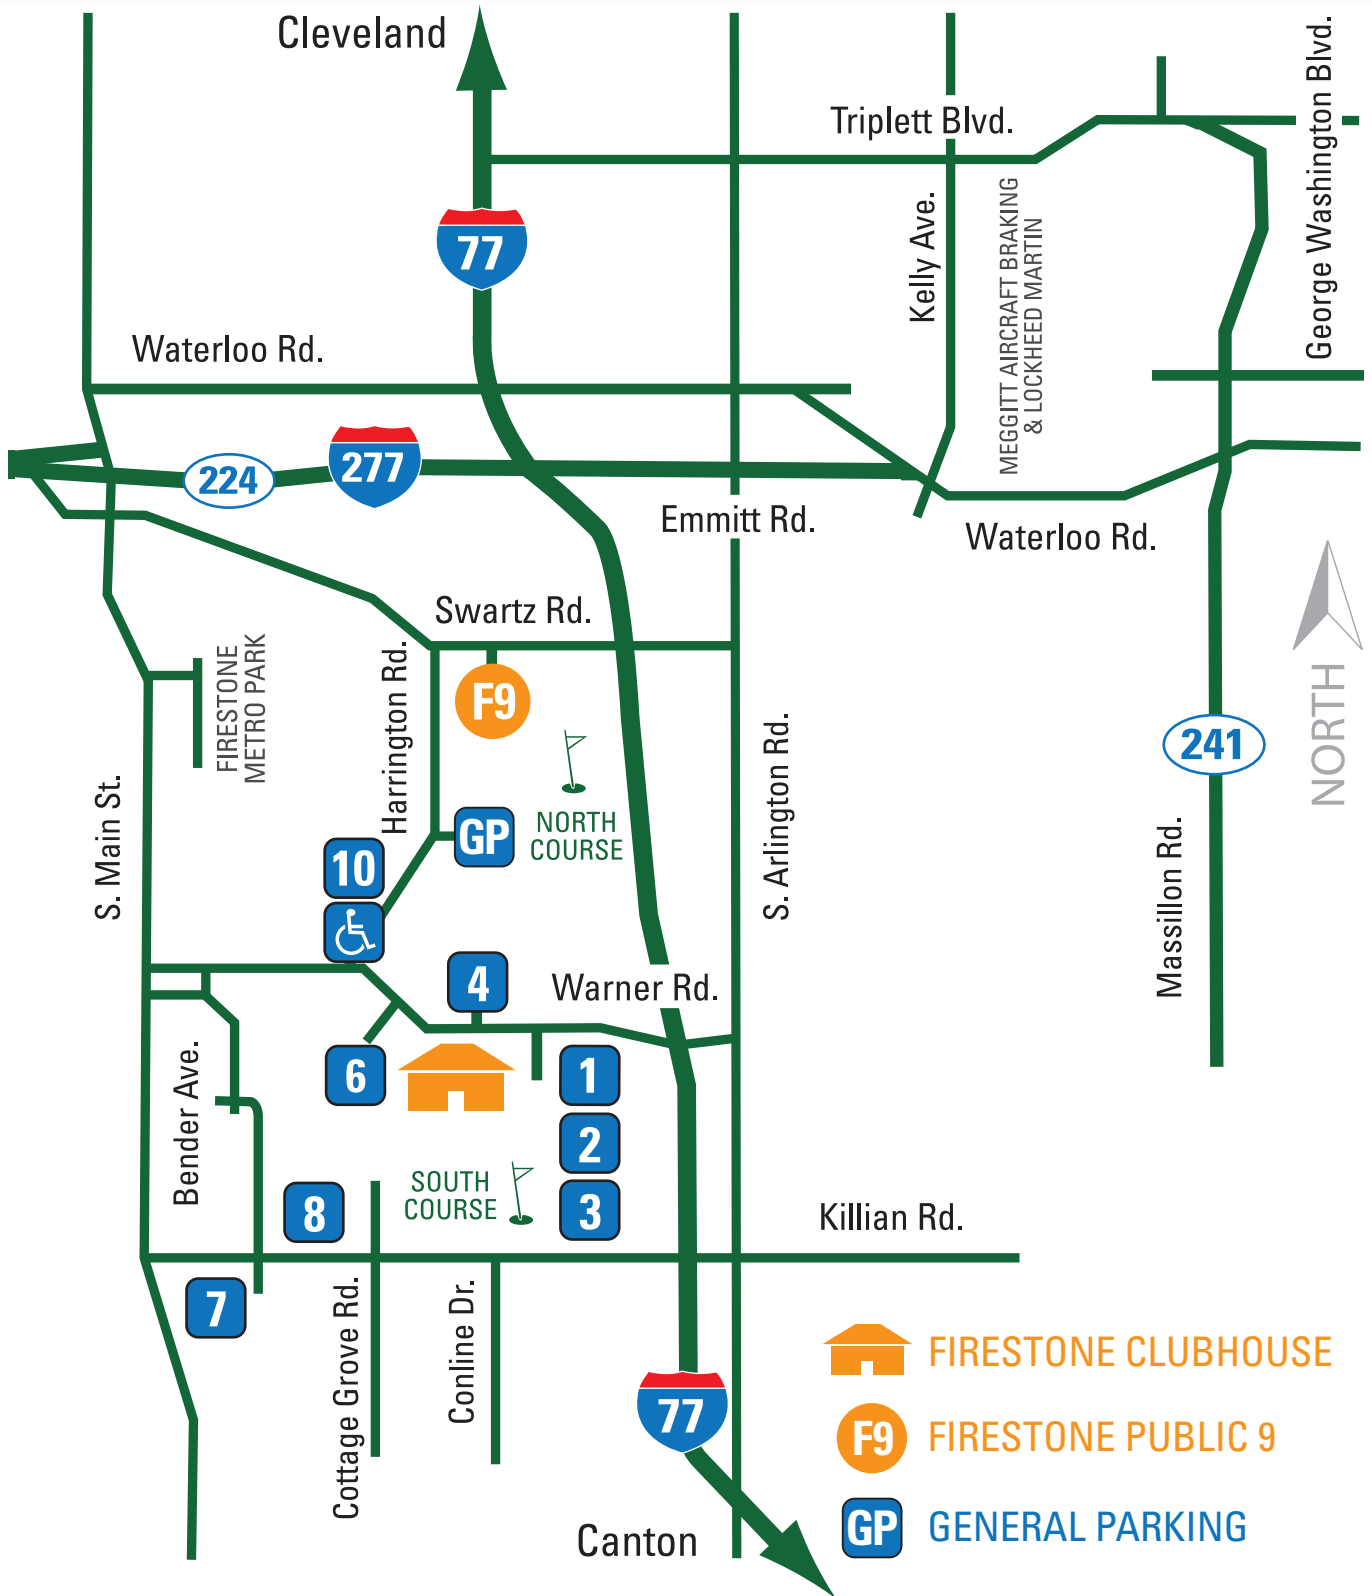 Cleveland
Triplett Blvd.
George Washington Blvd.
77
Kelly Ave.
MEGGITT AIRCRAFT BRAKING
& LOCKHEED MARTIN
Waterloo Rd.
224
277
Emmitt Rd.
Waterloo Rd.
Swartz Rd.
FIRESTONE
METRO PARK
Harrington Rd.
F9
S. Arlington Rd.
241
NORTH
S. Main St.
GP
NORTH
COURSE
10
Massillon Rd.
4
Warner Rd.
Bender Ave.
6
1
2
3
SOUTH
COURSE
8
Killian Rd.
7
Cottage Grove Rd.
Conline Dr.
77
Canton
FIRESTONE CLUBHOUSE
F9 FIRESTONE PUBLIC 9
GP GENERAL PARKING